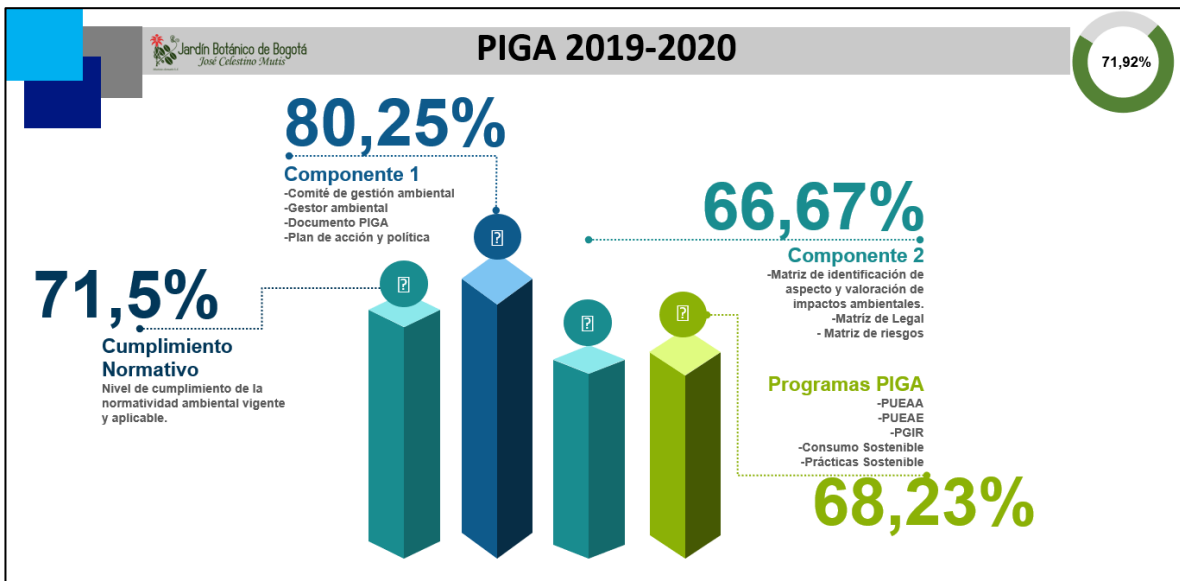 Jardín Botánico de Bogotá
José Celestino Mutis
PIGA 2019-2020
71,92%
80,25%
Componente 1
-Comité de gestión ambiental
-Gestor ambiental
-Documento PIGA
-Plan de acción y política
66,67%
Componente 2
-Matriz de identificación de
aspecto y valoración de
impactos ambientales.
-Matríz de Legal
- Matriz de riesgos
71,5%
Cumplimiento
Normativo
Nivel de cumplimiento de la
normatividad ambiental vigente
y aplicable.
Programas PIGA
-PUEAA
-PUEAE
-PGIR
-Consumo Sostenible
-Prácticas Sostenible
68,23%